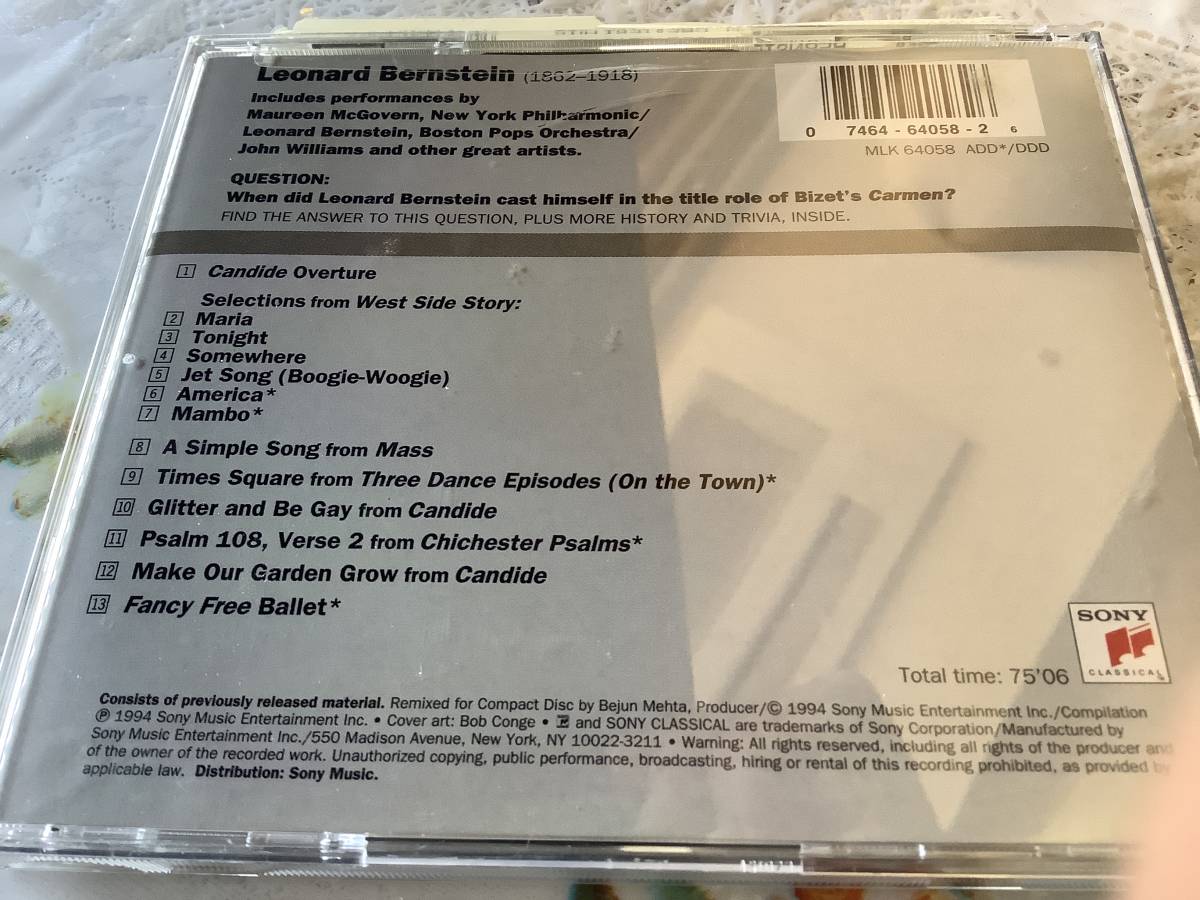 Leonard Bernstein (1862–1918)
Includes performances by
Maureen McGovern, New York Philharmonic/
Leonard Bernstein, Boston Pops Orchestra/
John Williams and other great artists.
0 7464 - 64058 - 2 6
MLK 64058 ADD*/DDD
QUESTION:
When did Leonard Bernstein cast himself in the title role of Bizet's Carmen?
FIND THE ANSWER TO THIS QUESTION, PLUS MORE HISTORY AND TRIVIA, INSIDE.
1 Candide Overture
Selections from West Side Story:
2 Maria
3 Tonight
4 Somewhere
5 Jet Song (Boogie-Woogie)
6 America*
7 Mambo*
8 A Simple Song from Mass
9 Times Square from Three Dance Episodes (On the Town)*
10 Glitter and Be Gay from Candide
11 Psalm 108, Verse 2 from Chichester Psalms*
12 Make Our Garden Grow from Candide
13 Fancy Free Ballet*
SONY
CLASSICAL
Total time: 75'06
Consists of previously released material. Remixed for Compact Disc by Bejun Mehta, Producer/© 1994 Sony Music Entertainment Inc./Compilation
℗ 1994 Sony Music Entertainment Inc. • Cover art: Bob Conge • and SONY CLASSICAL are trademarks of Sony Corporation/Manufactured by
Sony Music Entertainment Inc./550 Madison Avenue, New York, NY 10022-3211 • Warning: All rights reserved, including all rights of the producer and
of the owner of the recorded work. Unauthorized copying, public performance, broadcasting, hiring or rental of this recording prohibited, as provided by
applicable law. Distribution: Sony Music.